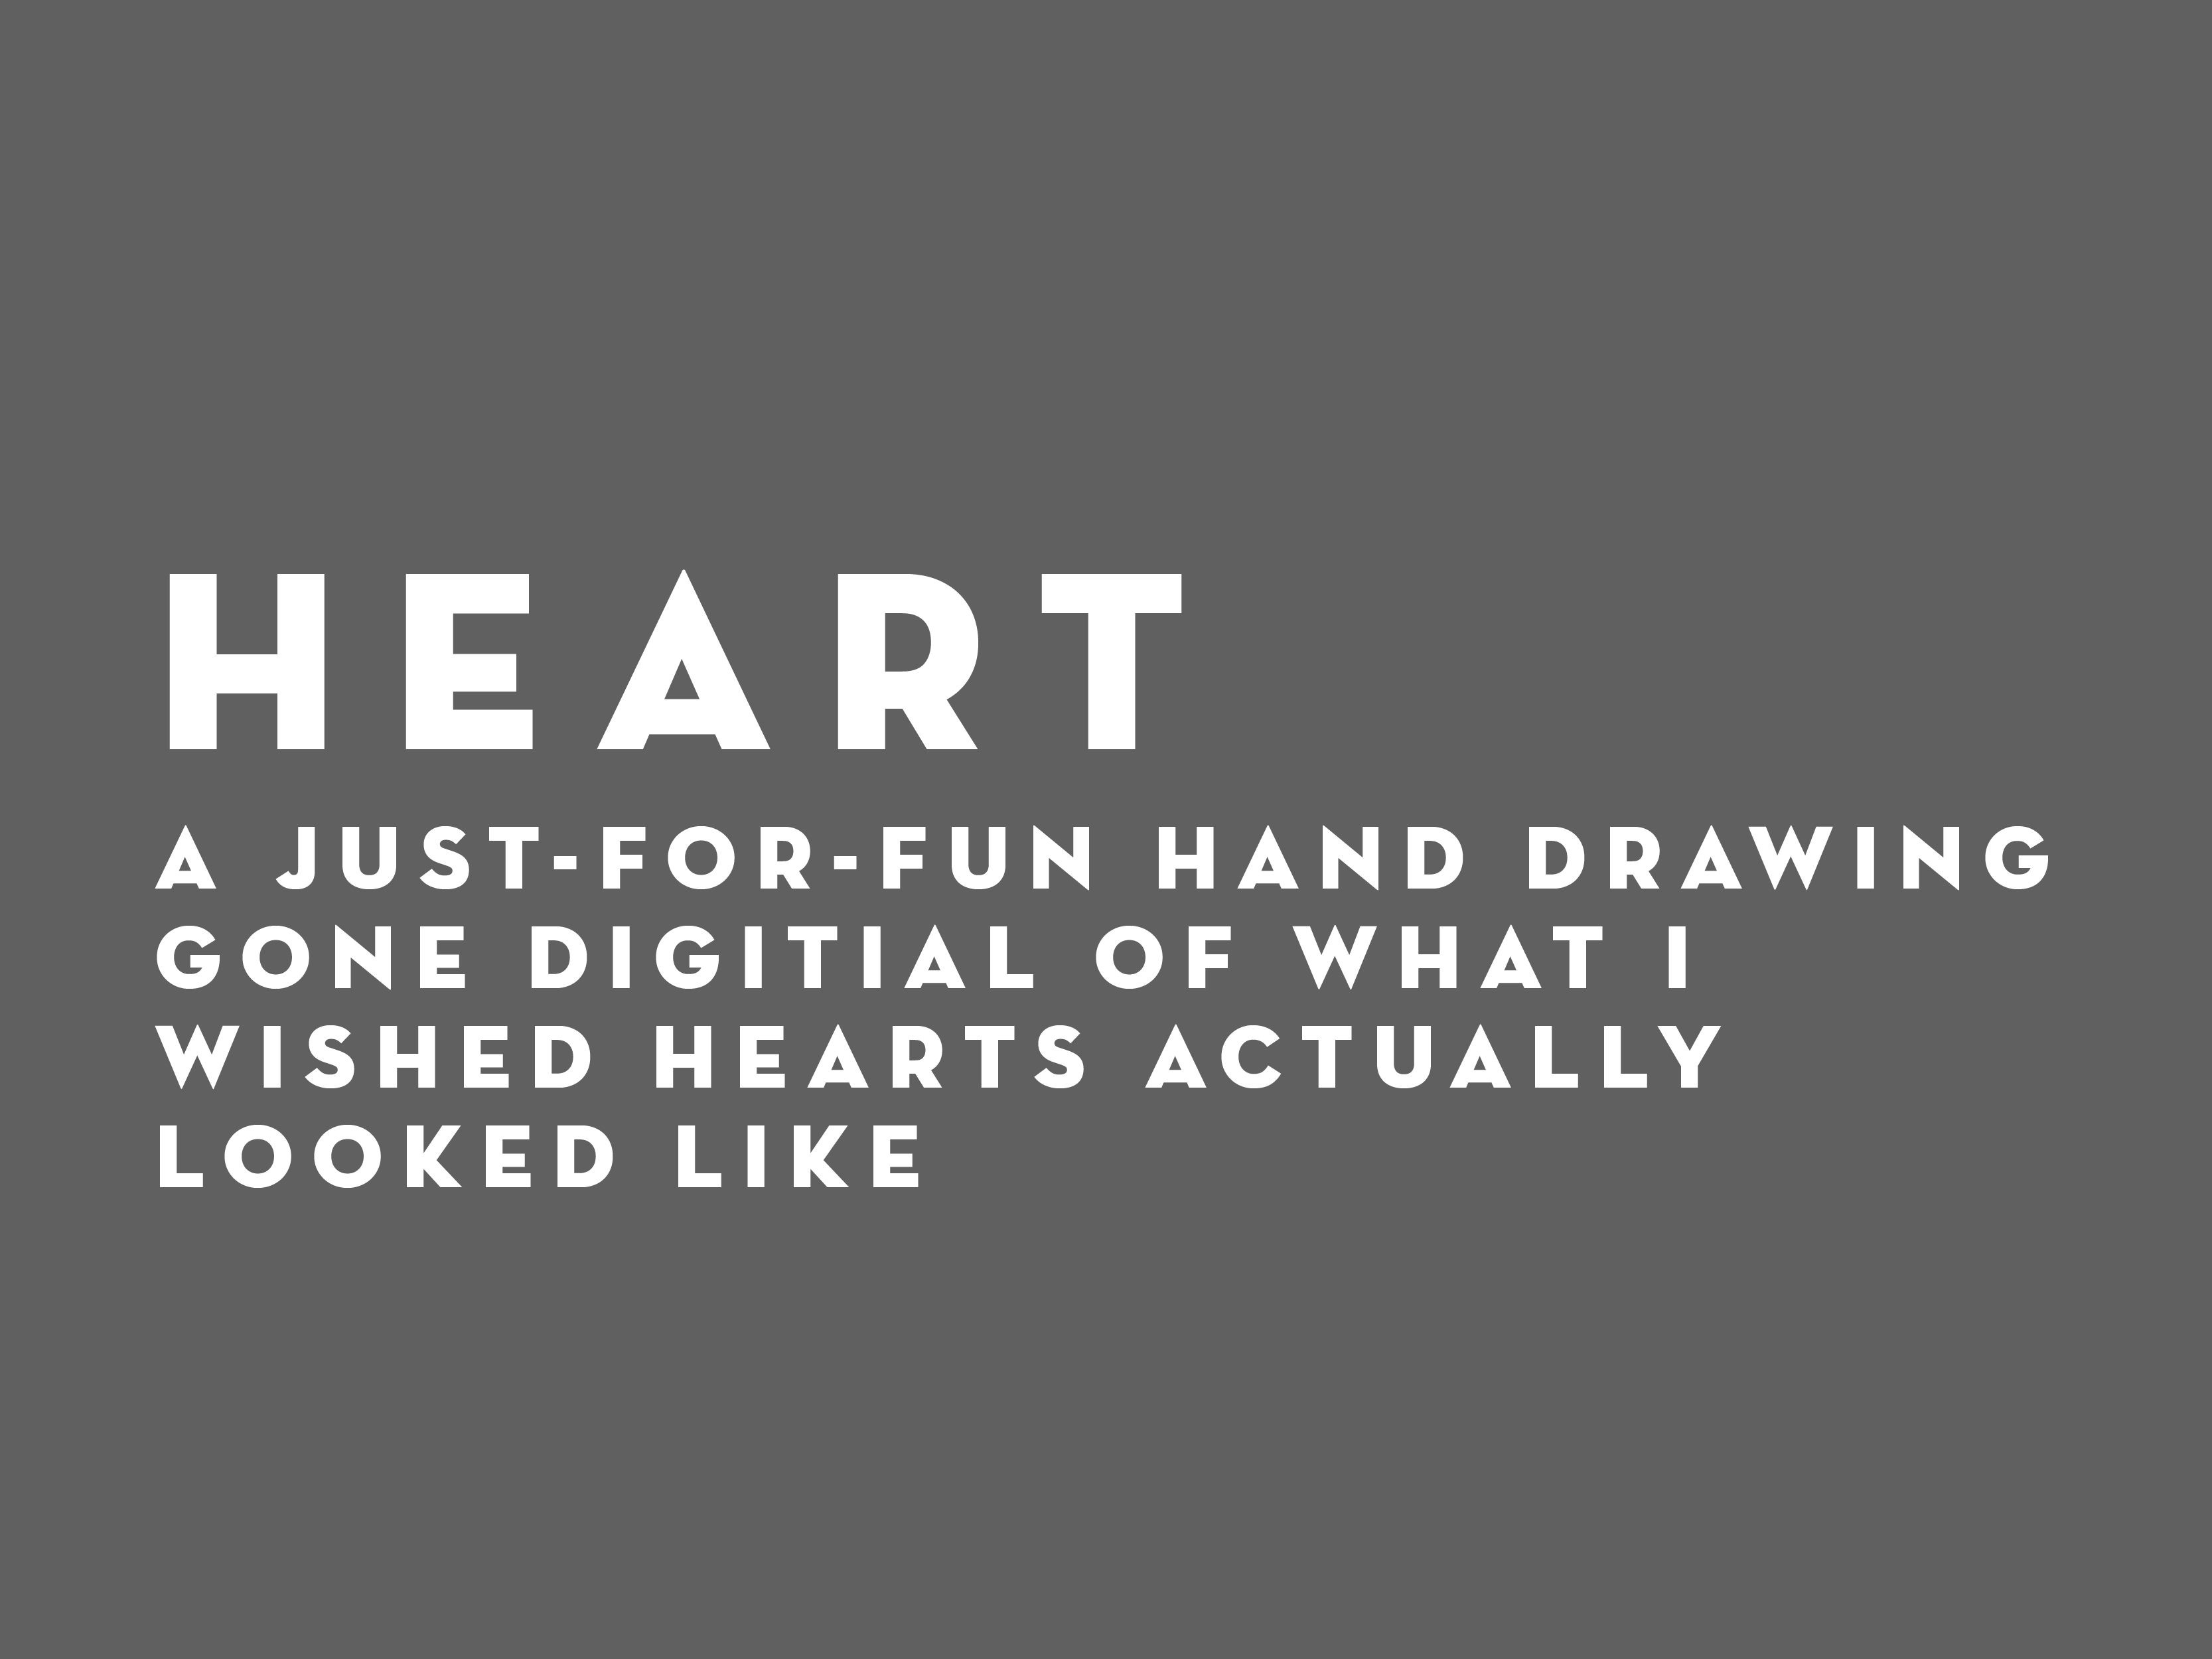 HEART
A JUST-FOR-FUN HAND DRAWING
GONE DIGITIAL OF WHAT I
WISHED HEARTS ACTUALLY
LOOKED LIKE